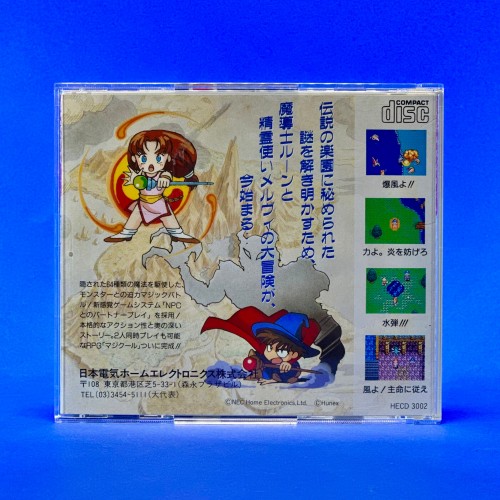 COMPACT
disc
伝説の楽園に秘められた
謎を解き明かすため、
魔導士ルーンと
精霊使いメルヴィの大冒険が、
今始まる。
爆風よ!!
力よ。炎を防げろ
水弾!!!
風よ!生命に従え
隠された64種類の魔法を駆使した、
モンスターとの迫力マジックバト
ル!新感覚ゲームシステム「NPC
とのパートナープレイ」を採用!
本格的なアクション性と奥の深い
ストーリー。2人同時プレイも可能
なRPG「マジクール」ついに完成!!
日本電気ホームエレクトロニクス株式会社
〒108 東京都港区芝5-33-1(森永プラザビル)
TEL(03)3454-5111(大代表)
©NEC Home Electronics,Ltd. ©Hunex
HECD 3002